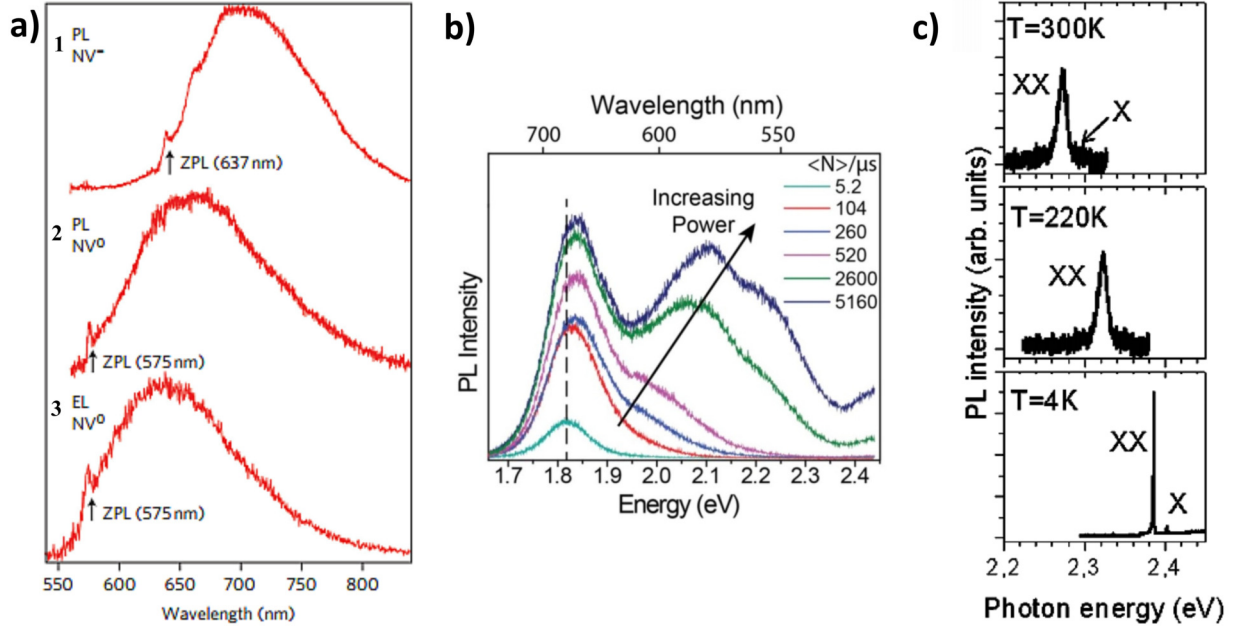 a)
1 PL
NV⁻
ZPL (637 nm)
2 PL
NV⁰
ZPL (575 nm)
3 EL
NV⁰
ZPL (575 nm)
550 600 650 700 750 800
Wavelength (nm)
b)
Wavelength (nm)
700 600 550
<N>/µs
5.2
104
260
520
2600
5160
Increasing
Power
PL Intensity
1.7 1.8 1.9 2.0 2.1 2.2 2.3 2.4
Energy (eV)
c)
T=300K
XX
X
T=220K
XX
T=4K
XX
X
PL intensity (arb. units)
2,2 2,3 2,4
Photon energy (eV)